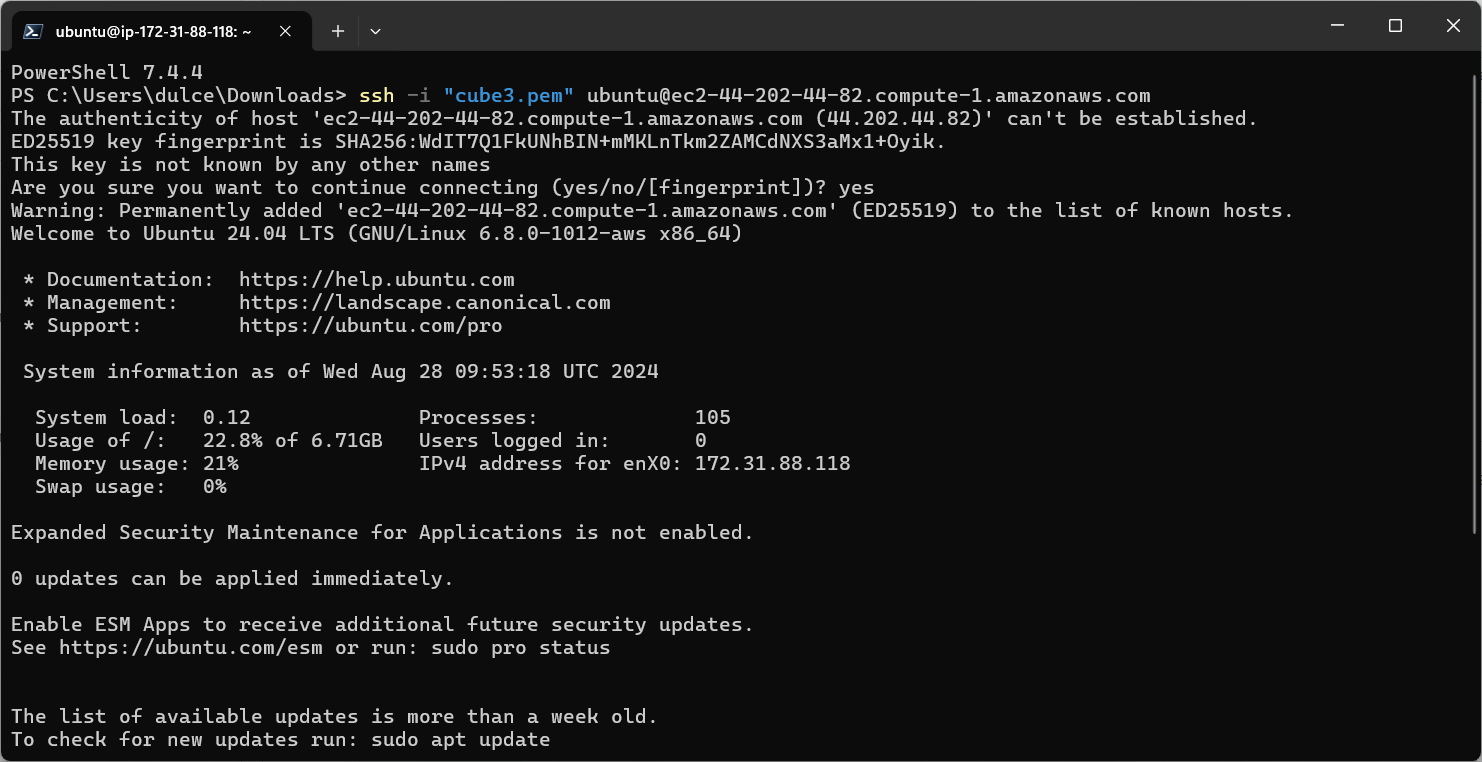 ubuntu@ip-172-31-88-118: ~
PowerShell 7.4.4
PS C:\Users\dulce\Downloads> ssh -i "cube3.pem" ubuntu@ec2-44-202-44-82.compute-1.amazonaws.com
The authenticity of host 'ec2-44-202-44-82.compute-1.amazonaws.com (44.202.44.82)' can't be established.
ED25519 key fingerprint is SHA256:WdIT7Q1FkUNhBIN+mMKLnTkm2ZAMCdNXS3aMx1+Oyik.
This key is not known by any other names
Are you sure you want to continue connecting (yes/no/[fingerprint])? yes
Warning: Permanently added 'ec2-44-202-44-82.compute-1.amazonaws.com' (ED25519) to the list of known hosts.
Welcome to Ubuntu 24.04 LTS (GNU/Linux 6.8.0-1012-aws x86_64)
* Documentation:  https://help.ubuntu.com
* Management:     https://landscape.canonical.com
* Support:        https://ubuntu.com/pro
System information as of Wed Aug 28 09:53:18 UTC 2024
System load:  0.12              Processes:             105
Usage of /:   22.8% of 6.71GB   Users logged in:       0
Memory usage: 21%               IPv4 address for enX0: 172.31.88.118
Swap usage:   0%
Expanded Security Maintenance for Applications is not enabled.
0 updates can be applied immediately.
Enable ESM Apps to receive additional future security updates.
See https://ubuntu.com/esm or run: sudo pro status
The list of available updates is more than a week old.
To check for new updates run: sudo apt update